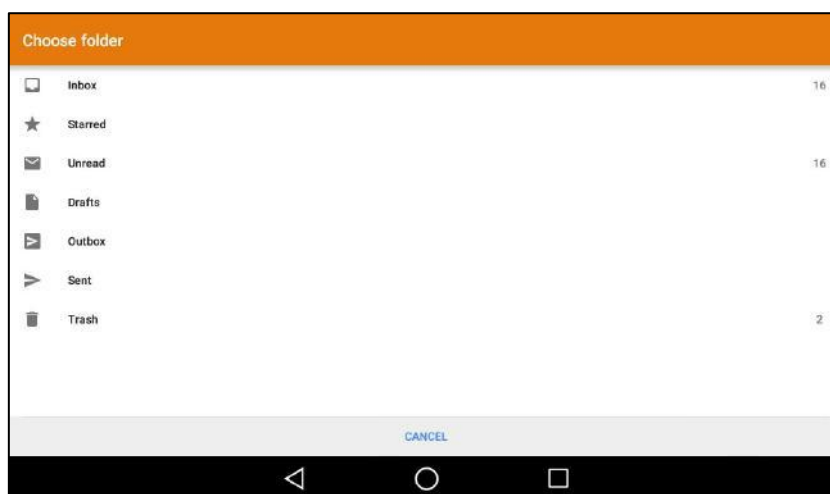 Choose folder
Inbox 16
Starred
Unread 16
Drafts
Outbox
Sent
Trash 2
CANCEL